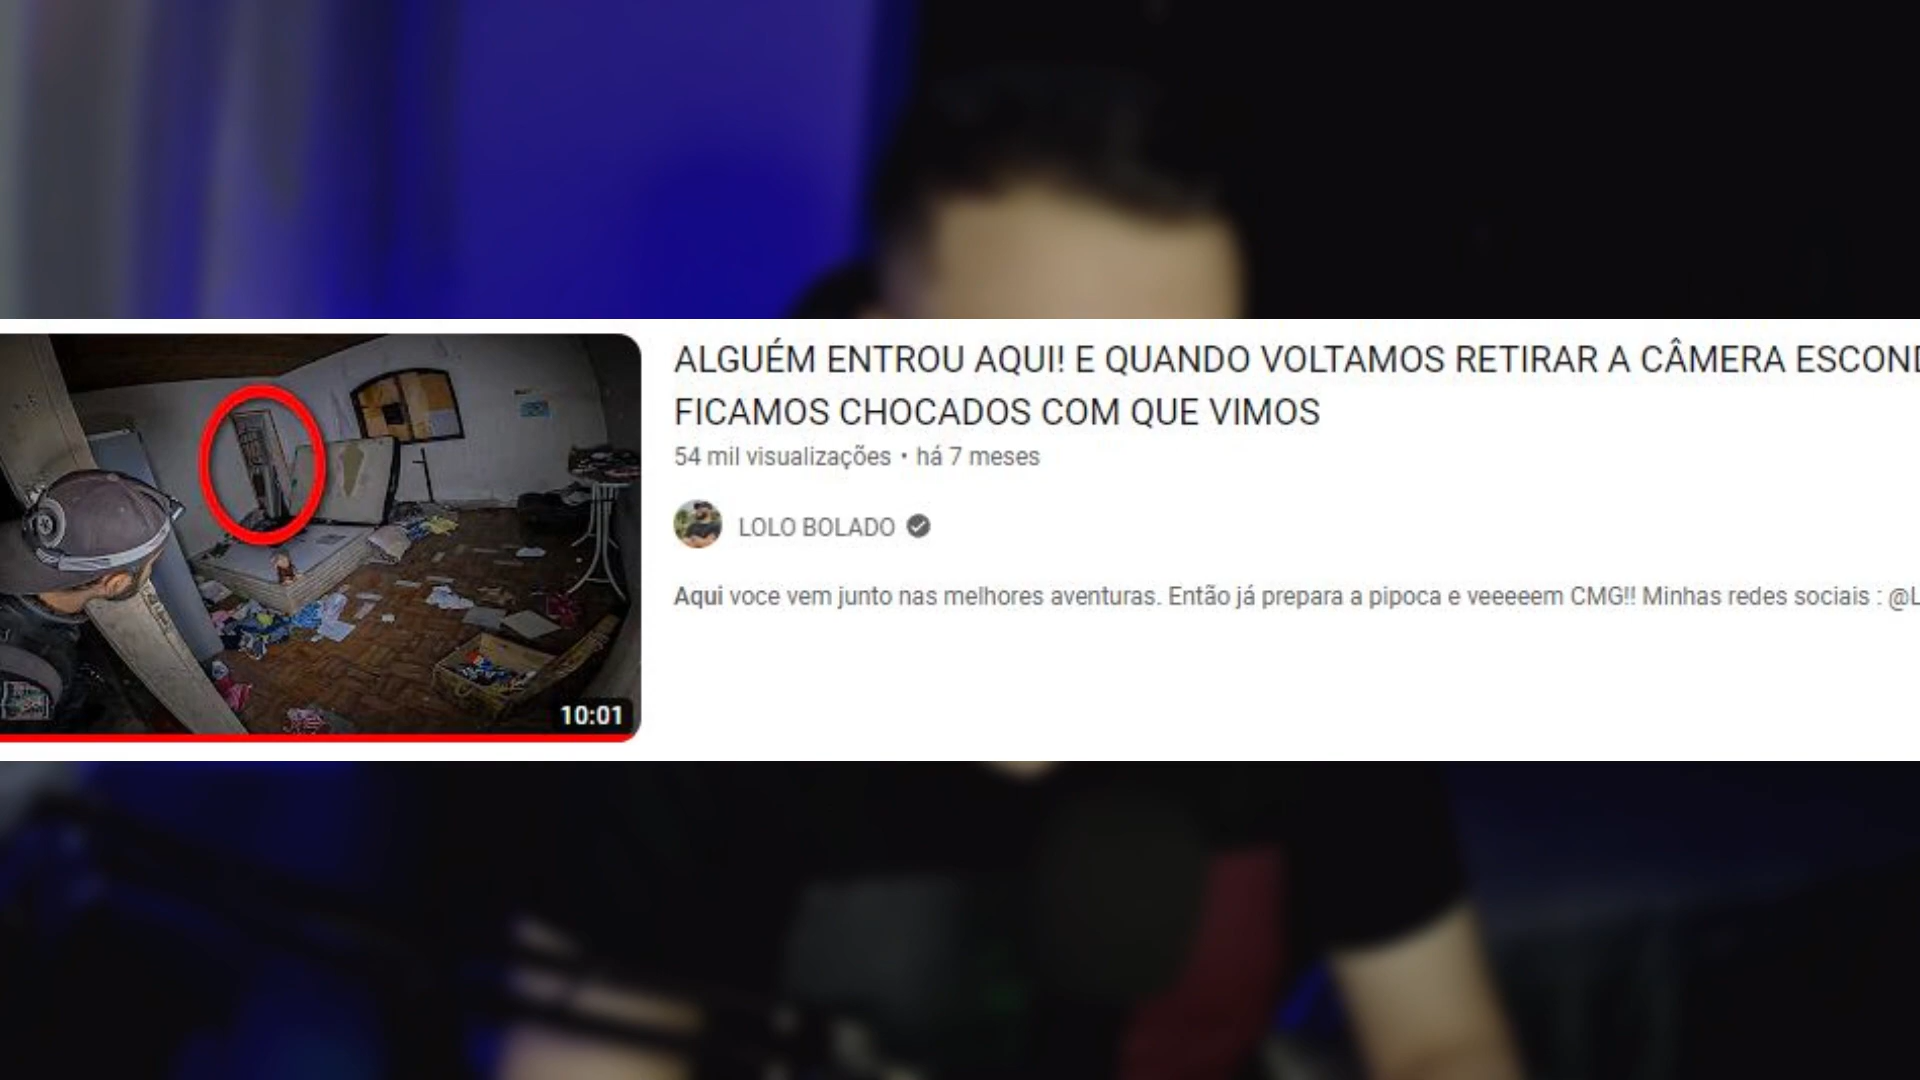 ALGUÉM ENTROU AQUI! E QUANDO VOLTAMOS RETIRAR A CÂMERA ESCOND
FICAMOS CHOCADOS COM QUE VIMOS
54 mil visualizações • há 7 meses
LOLO BOLADO
Aqui voce vem junto nas melhores aventuras. Então já prepara a pipoca e veeeeem CMG!! Minhas redes sociais : @L
10:01